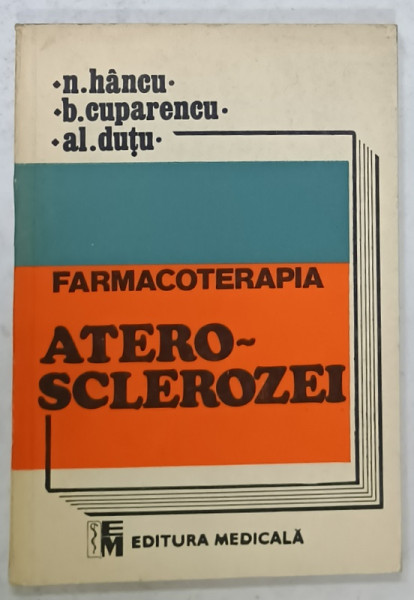 •n.hâncu•
•b.cuparencu•
•al.duțu•
FARMACOTERAPIA
ATERO~
SCLEROZEI
EM EDITURA MEDICALĂ